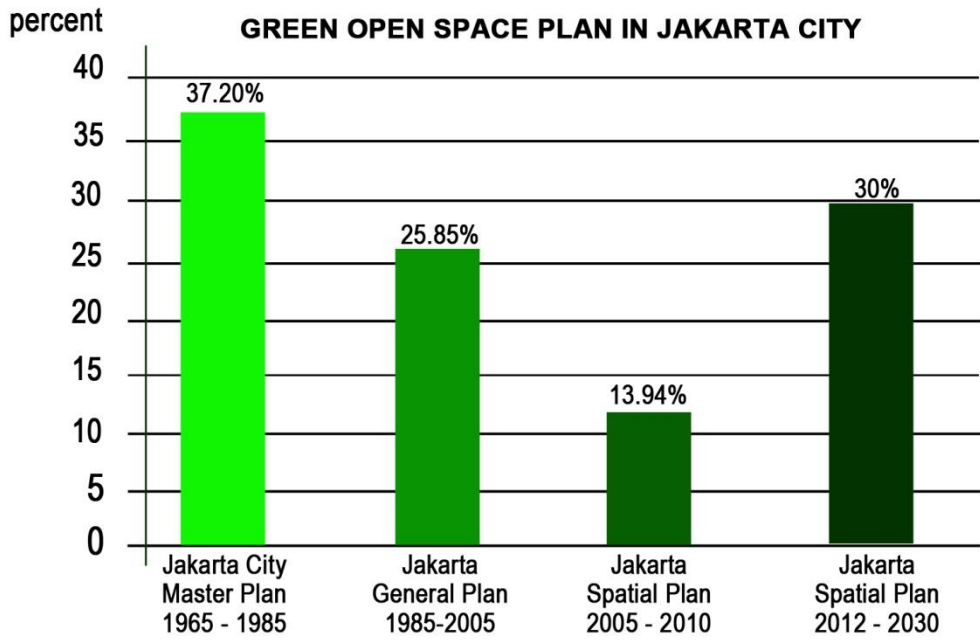 percent
GREEN OPEN SPACE PLAN IN JAKARTA CITY
40
37.20%
35
30
30%
25.85%
25
20
15
13.94%
10
5
0
Jakarta City
Master Plan
1965 - 1985
Jakarta
General Plan
1985-2005
Jakarta
Spatial Plan
2005 - 2010
Jakarta
Spatial Plan
2012 - 2030